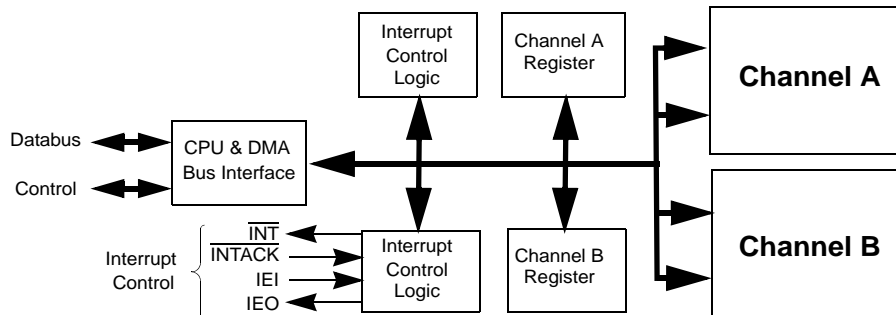 Interrupt
Control
Logic
Channel A
Register
Channel A
Databus
Control
CPU & DMA
Bus Interface
Interrupt
Control
INT
INTACK
IEI
IEO
Interrupt
Control
Logic
Channel B
Register
Channel B